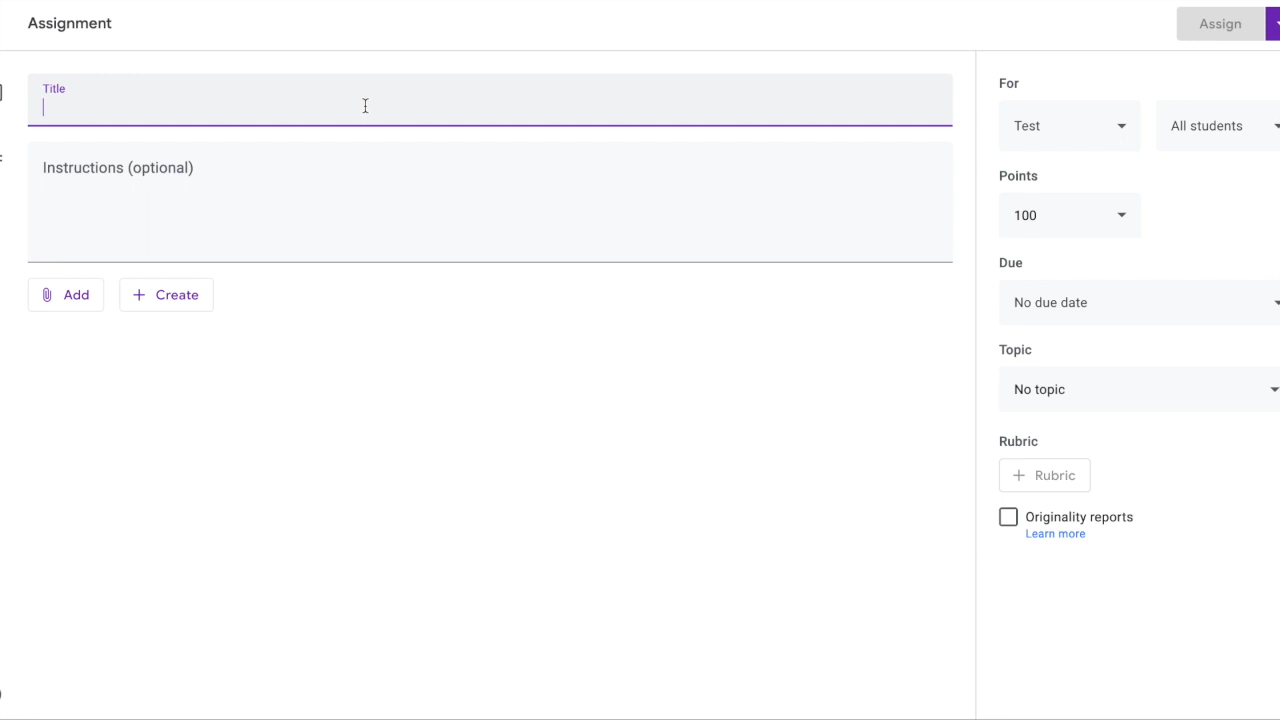 Assignment
Assign
Title
Instructions (optional)
Add
Create
For
Test
All students
Points
100
Due
No due date
Topic
No topic
Rubric
Rubric
Originality reports
Learn more